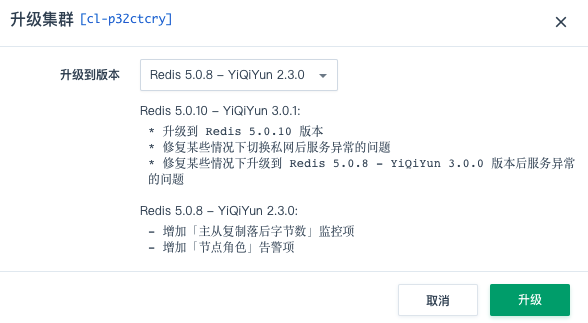 升级集群 [cl-p32ctcry]
升级到版本 Redis 5.0.8 – YiQiYun 2.3.0
Redis 5.0.10 – YiQiYun 3.0.1:
* 升级到 Redis 5.0.10 版本
* 修复某些情况下切换私网后服务异常的问题
* 修复某些情况下升级到 Redis 5.0.8 – YiQiYun 3.0.0 版本后服务异常
的问题
Redis 5.0.8 – YiQiYun 2.3.0:
– 增加「主从复制落后字节数」监控项
– 增加「节点角色」告警项
取消 升级